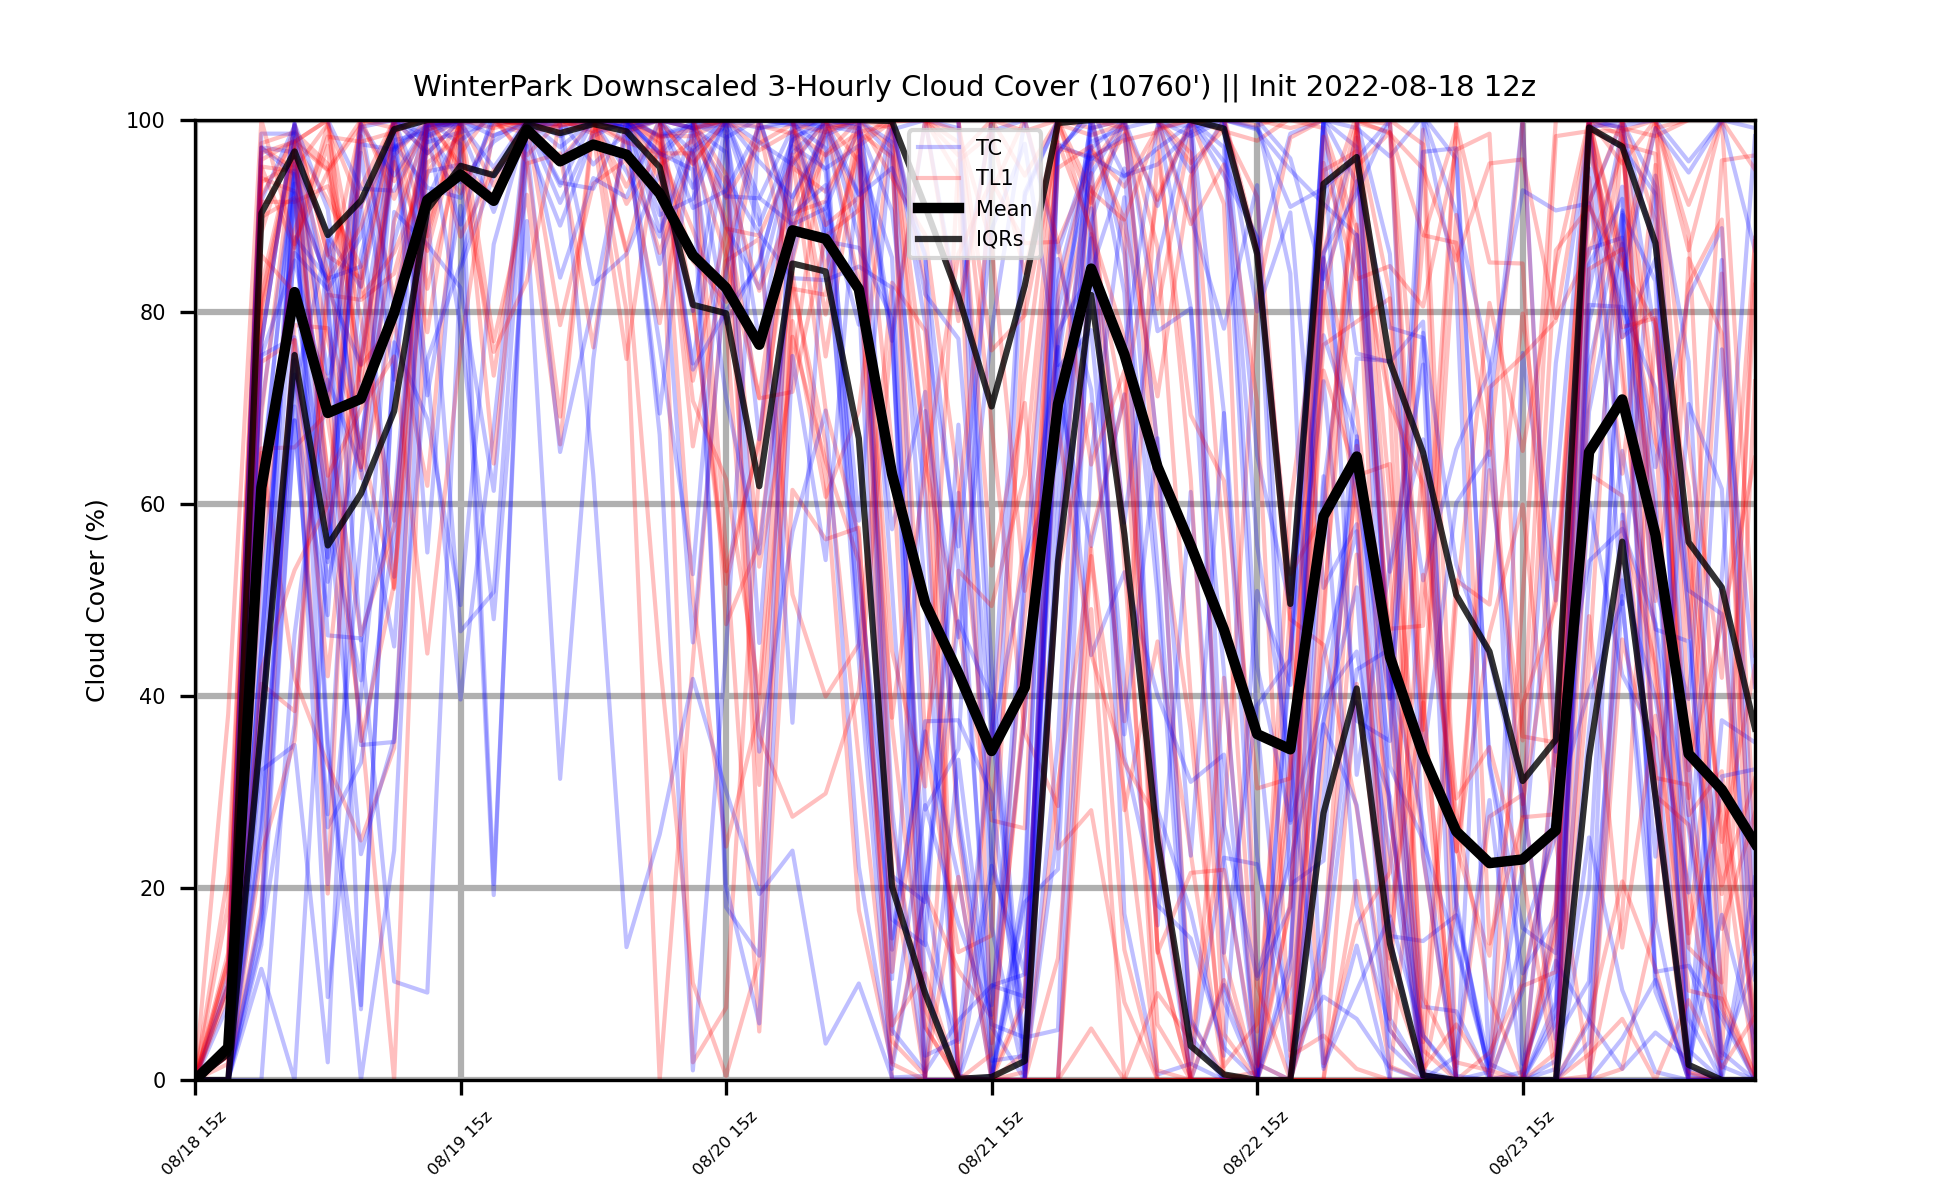 WinterPark Downscaled 3-Hourly Cloud Cover (10760') || Init 2022-08-18 12z
TC
TL1
Mean
IQRs
Cloud Cover (%)
100
80
60
40
20
0
08/18 15z
08/19 15z
08/20 15z
08/21 15z
08/22 15z
08/23 15z